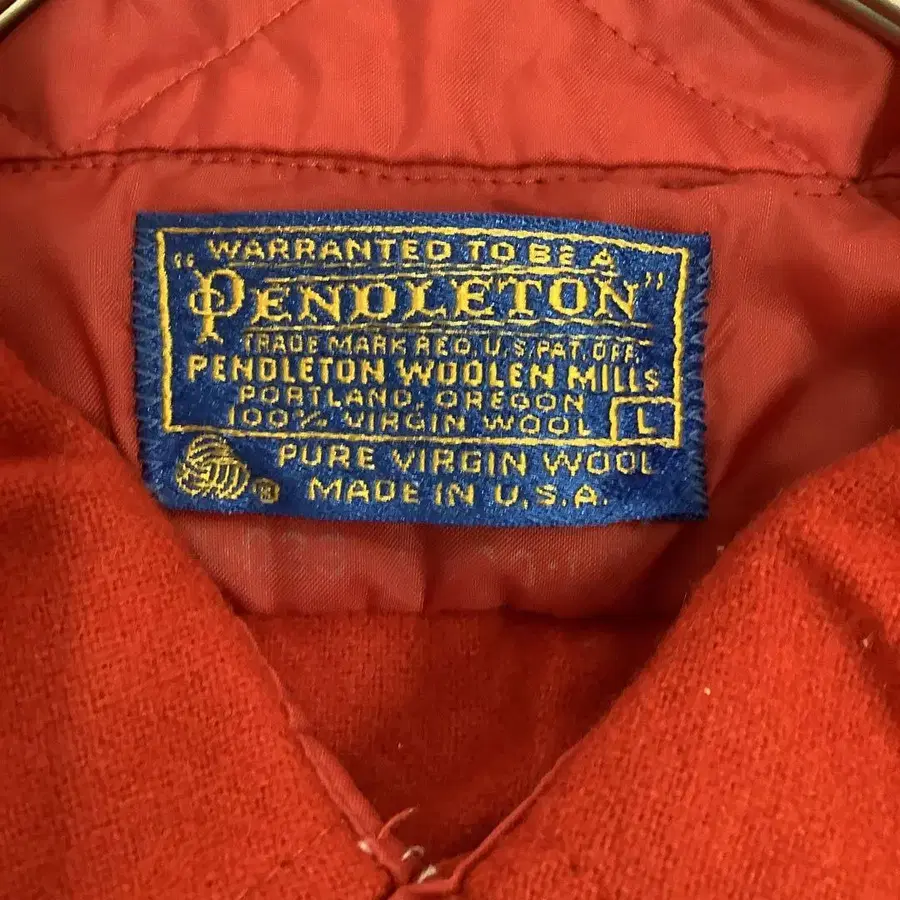 WARRANTED TO BE A
"PENDLETON"
TRADE MARK REG. U.S. PAT. OFF.
PENDLETON WOOLEN MILLS
PORTLAND, OREGON
100% VIRGIN WOOL L
PURE VIRGIN WOOL
® MADE IN U.S.A.